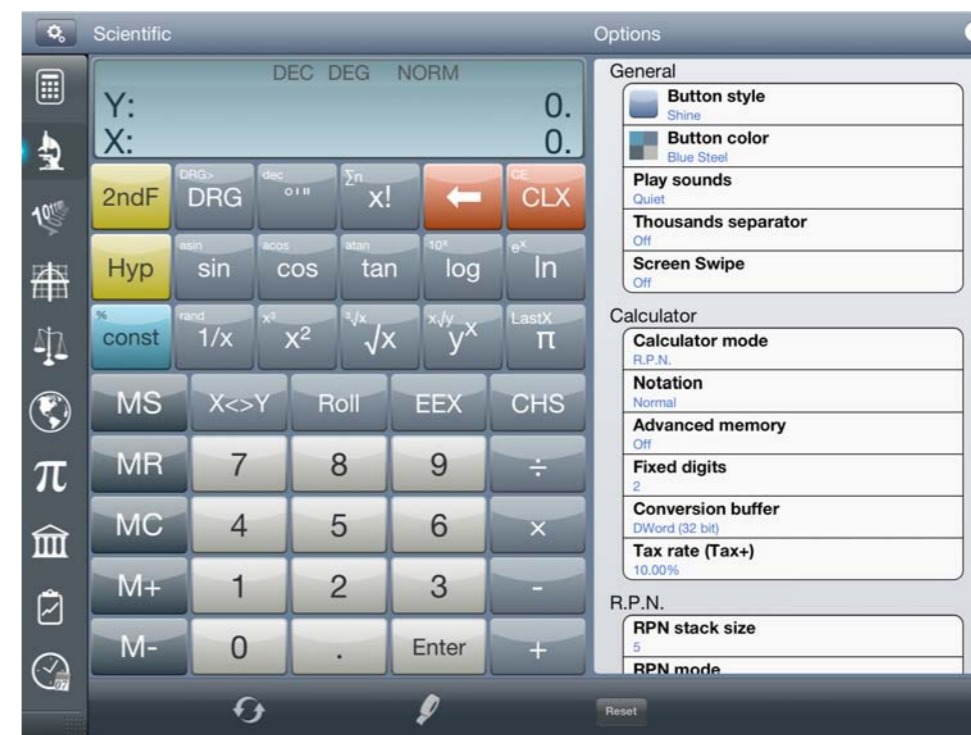 Scientific
Options
DEC DEG NORM
Y: 0.
X: 0.
2ndF DRG> DRG dec °'" Σn x! CE CLX
Hyp asin sin acos cos atan tan 10ˣ log eˣ ln
% const rand 1/x x³ x² ³√x √x ˣ√y yˣ LastX π
MS X<>Y Roll EEX CHS
MR 7 8 9 ÷
MC 4 5 6 ×
M+ 1 2 3 -
M- 0 . Enter +
General
Button style
Shine
Button color
Blue Steel
Play sounds
Quiet
Thousands separator
Off
Screen Swipe
Off
Calculator
Calculator mode
R.P.N.
Notation
Normal
Advanced memory
Off
Fixed digits
2
Conversion buffer
DWord (32 bit)
Tax rate (Tax+)
10.00%
R.P.N.
RPN stack size
5
RPN mode
Reset